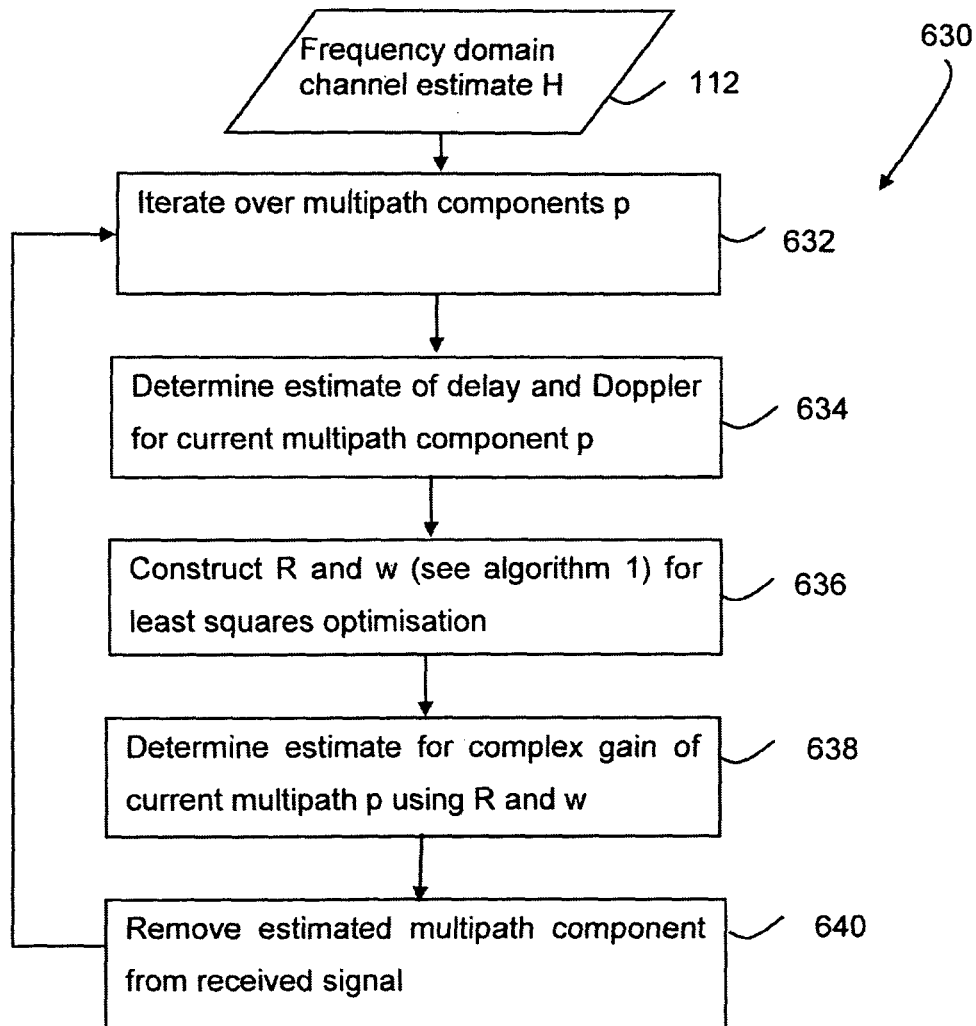 Frequency domain
channel estimate H
112
630
Iterate over multipath components p
632
Determine estimate of delay and Doppler
for current multipath component p
634
Construct R and w (see algorithm 1) for
least squares optimisation
636
Determine estimate for complex gain of
current multipath p using R and w
638
Remove estimated multipath component
from received signal
640